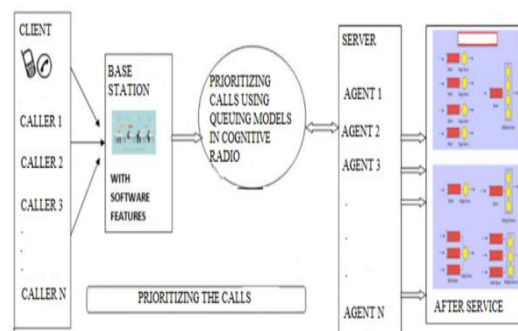 CLIENT
CALLER 1
CALLER 2
CALLER 3
.
.
.
CALLER N
BASE
STATION
WITH
SOFTWARE
FEATURES
PRIORITIZING
CALLS USING
QUEUING MODELS
IN COGNITIVE
RADIO
PRIORITIZING THE CALLS
SERVER
AGENT 1
AGENT 2
AGENT 3
.
.
.
AGENT N
AFTER SERVICE